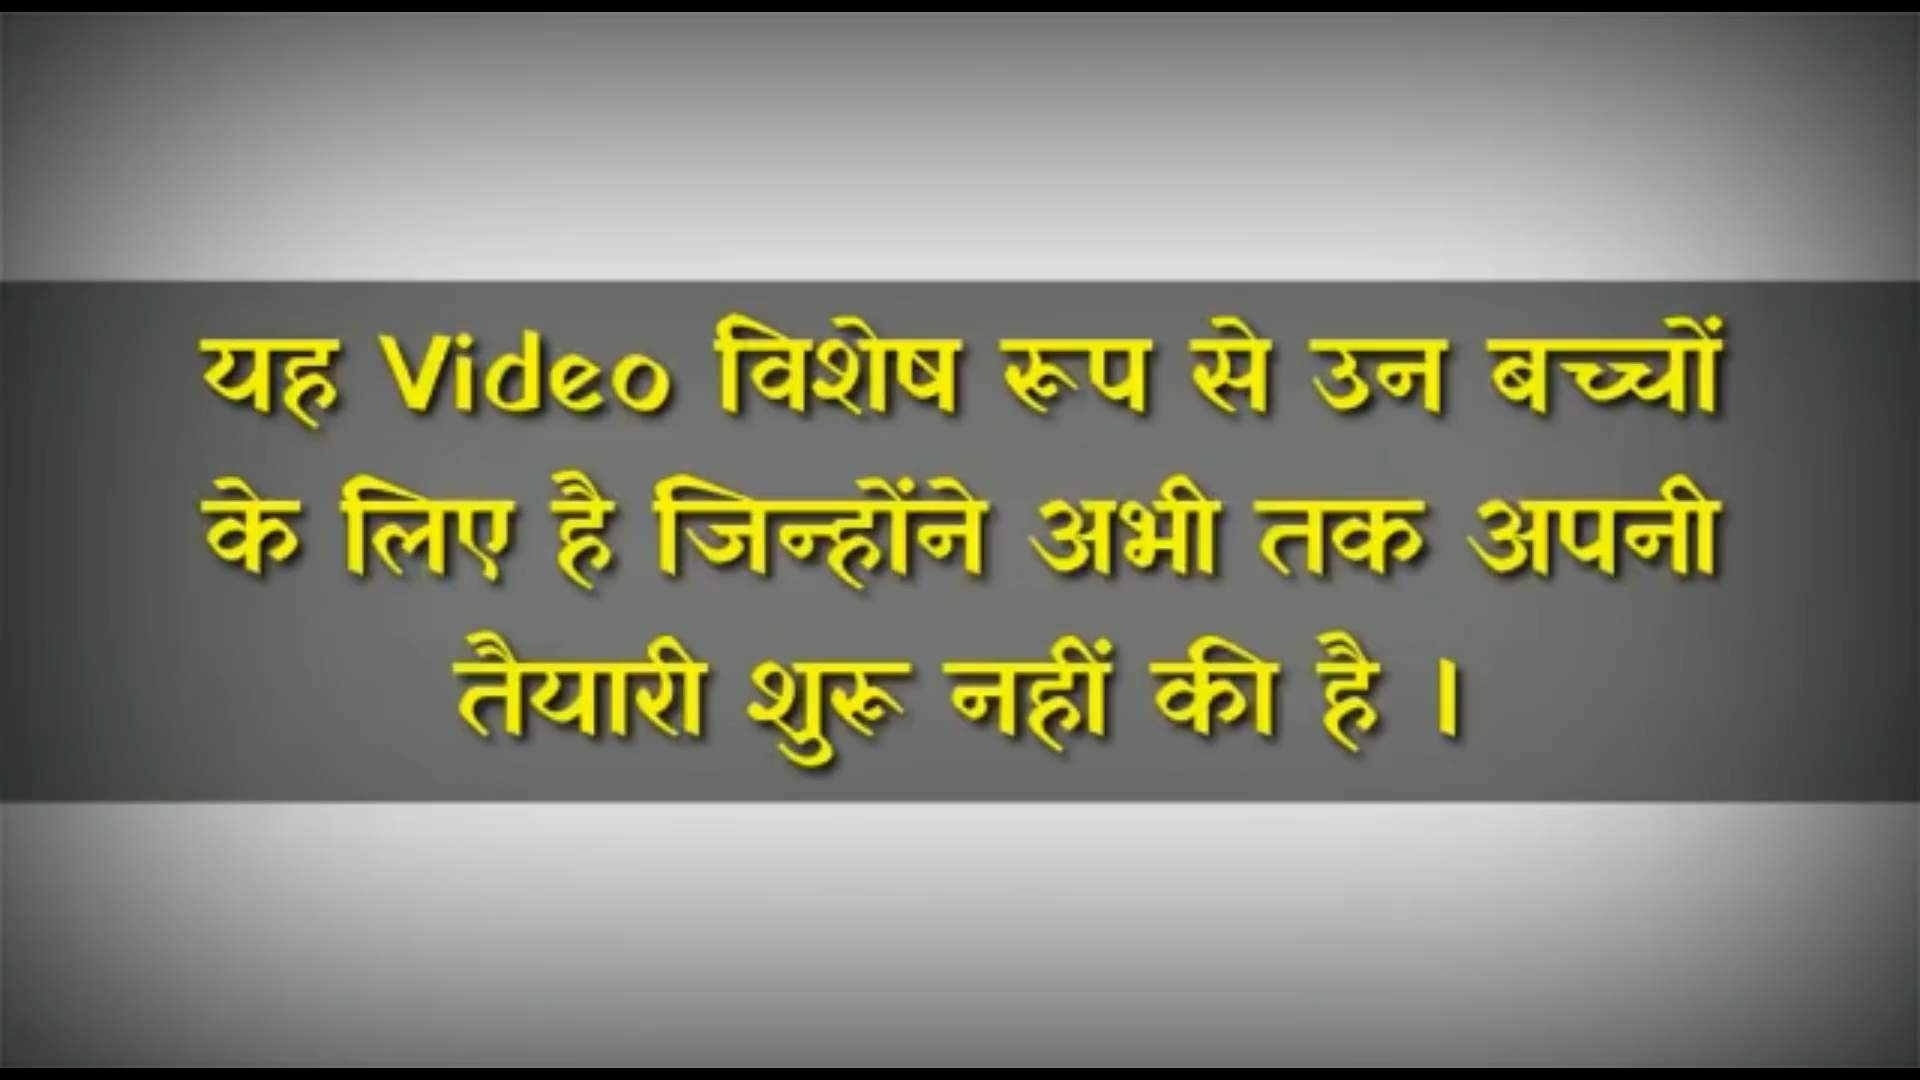 यह Video विशेष रूप से उन बच्चों
के लिए है जिन्होंने अभी तक अपनी
तैयारी शुरू नहीं की है ।